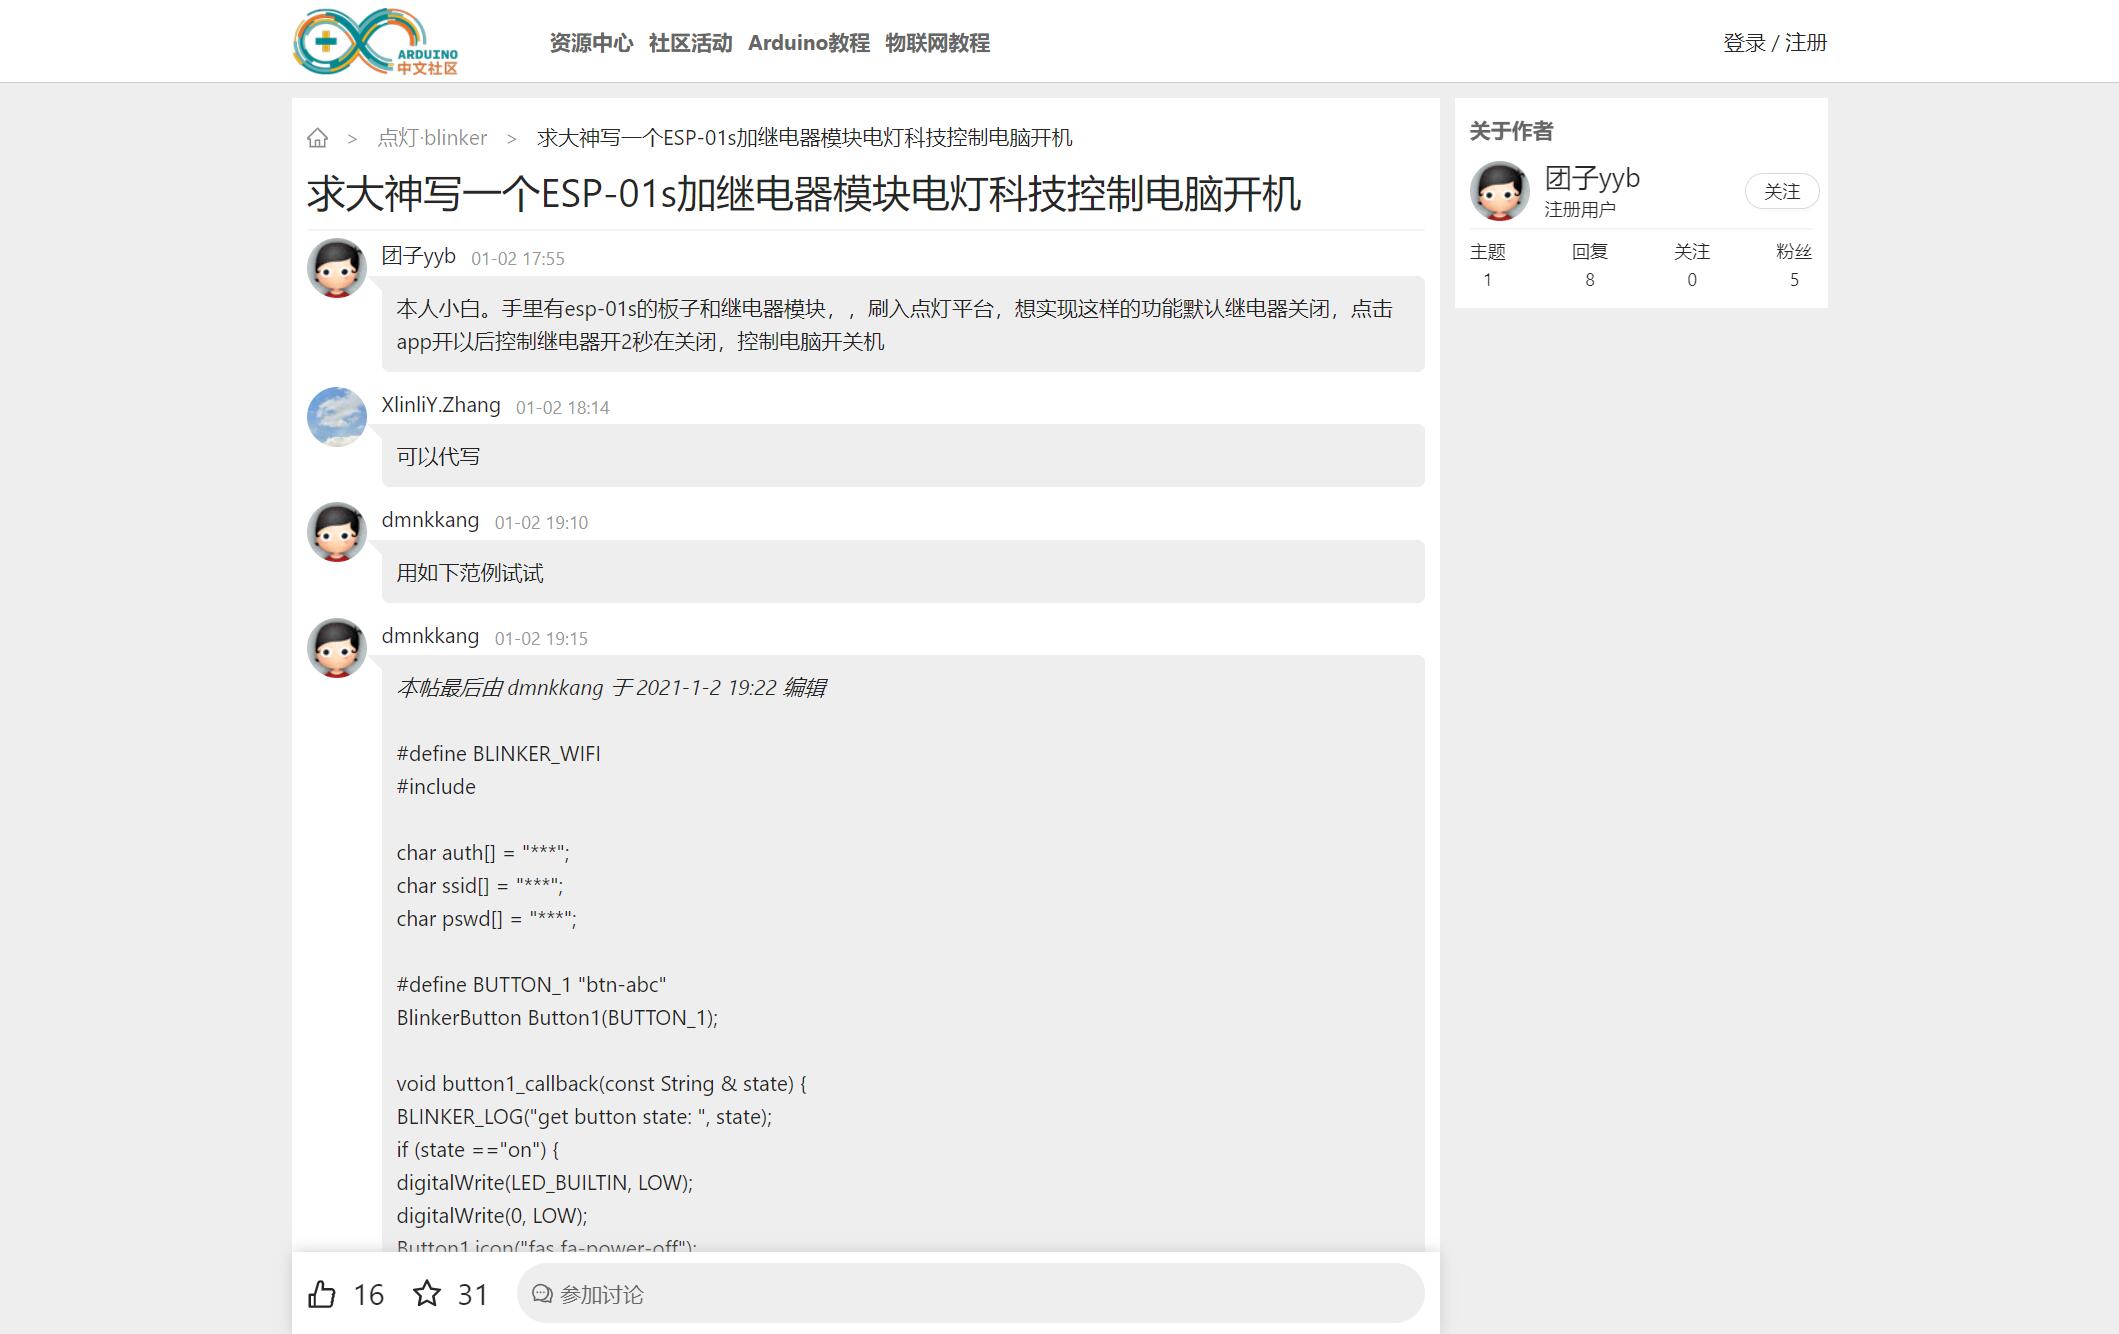 ARDUINO
中文社区
资源中心 社区活动 Arduino教程 物联网教程
登录 / 注册
> 点灯·blinker > 求大神写一个ESP-01s加继电器模块电灯科技控制电脑开机
求大神写一个ESP-01s加继电器模块电灯科技控制电脑开机
团子yyb 01-02 17:55
本人小白。手里有esp-01s的板子和继电器模块，，刷入点灯平台，想实现这样的功能默认继电器关闭，点击
app开以后控制继电器开2秒在关闭，控制电脑开关机
XlinliY.Zhang 01-02 18:14
可以代写
dmnkkang 01-02 19:10
用如下范例试试
dmnkkang 01-02 19:15
本帖最后由 dmnkkang 于 2021-1-2 19:22 编辑
#define BLINKER_WIFI
#include
char auth[] = "***";
char ssid[] = "***";
char pswd[] = "***";
#define BUTTON_1 "btn-abc"
BlinkerButton Button1(BUTTON_1);
void button1_callback(const String & state) {
BLINKER_LOG("get button state: ", state);
if (state =="on") {
digitalWrite(LED_BUILTIN, LOW);
digitalWrite(0, LOW);
Button1.icon("fas fa-power-off");
16 31 参加讨论
关于作者
团子yyb
注册用户
关注
主题 回复 关注 粉丝
1 8 0 5